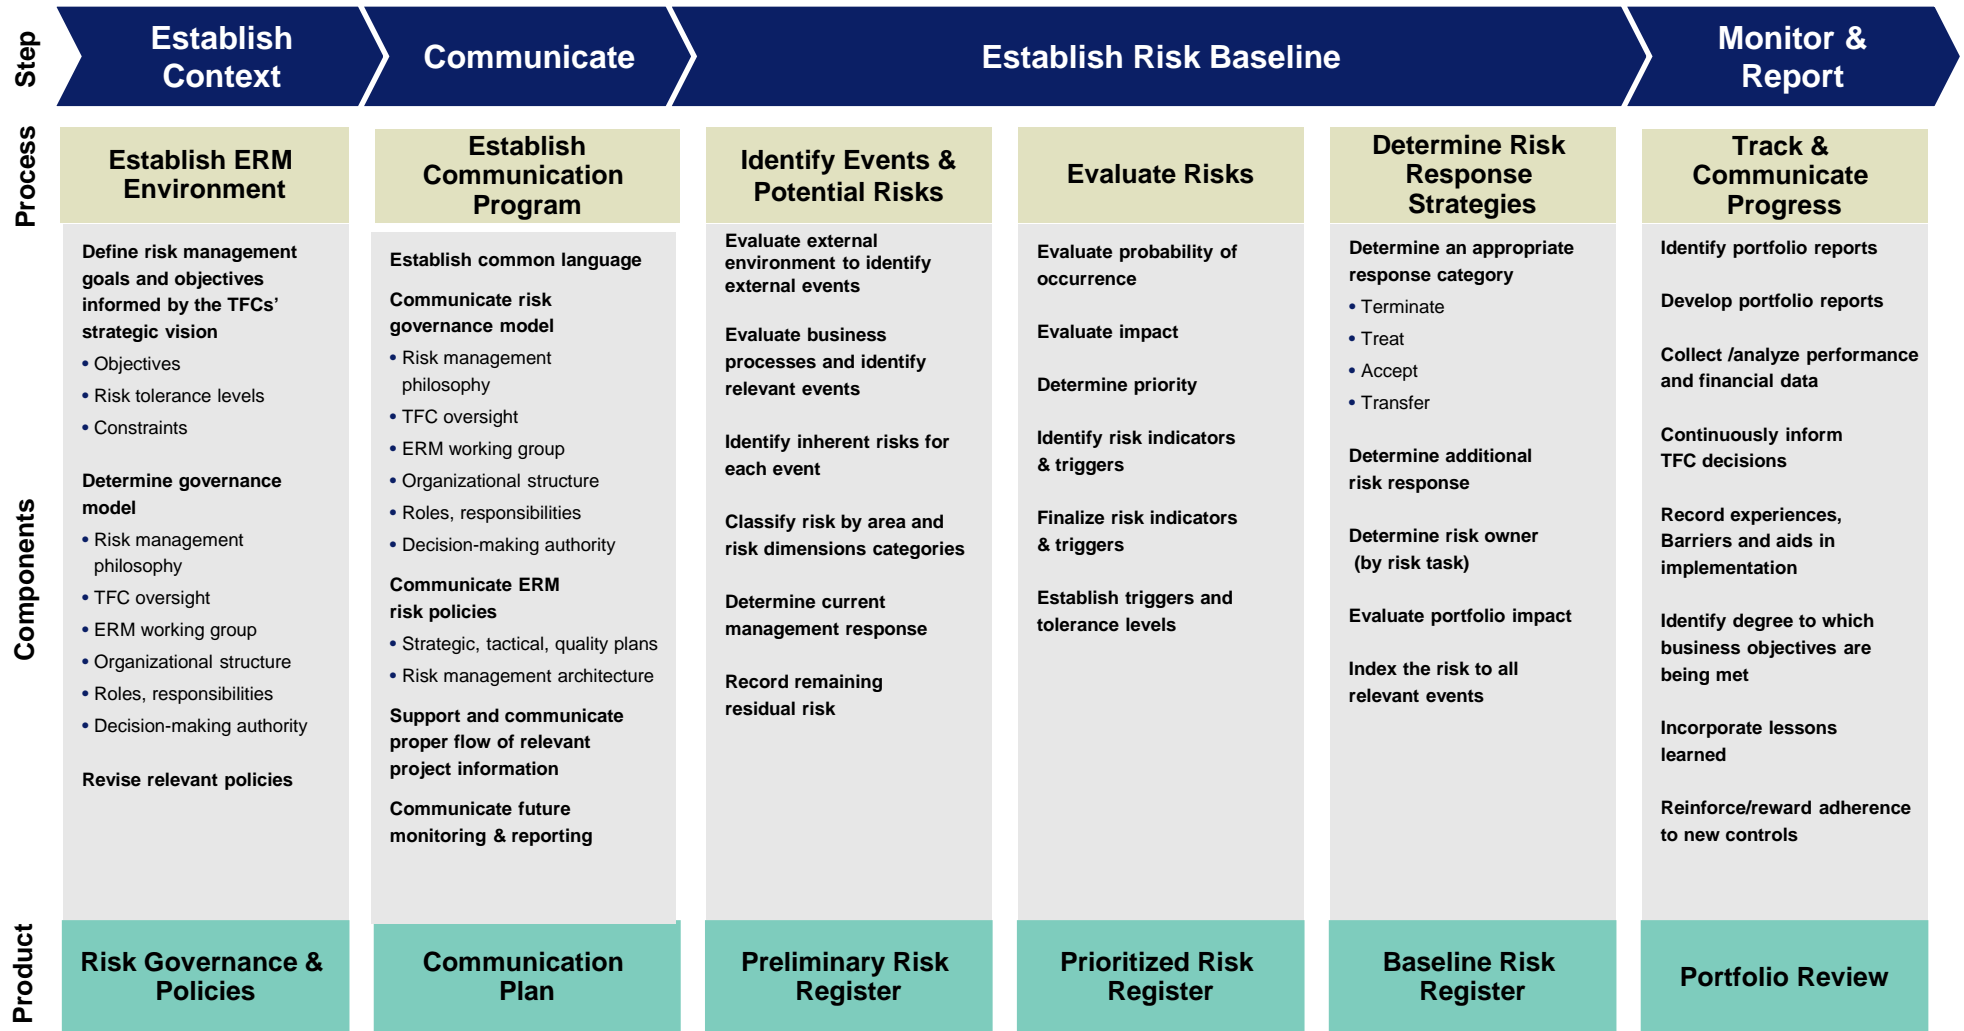 Step
Establish
Context
Communicate
Establish Risk Baseline
Monitor &
Report
Process
Establish ERM
Environment
Establish
Communication
Program
Identify Events &
Potential Risks
Evaluate Risks
Determine Risk
Response
Strategies
Track &
Communicate
Progress
Components
Define risk management
goals and objectives
informed by the TFCs’
strategic vision
• Objectives
• Risk tolerance levels
• Constraints
Determine governance
model
• Risk management
philosophy
• TFC oversight
• ERM working group
• Organizational structure
• Roles, responsibilities
• Decision-making authority
Revise relevant policies
Establish common language
Communicate risk
governance model
• Risk management
philosophy
• TFC oversight
• ERM working group
• Organizational structure
• Roles, responsibilities
• Decision-making authority
Communicate ERM
risk policies
• Strategic, tactical, quality plans
• Risk management architecture
Support and communicate
proper flow of relevant
project information
Communicate future
monitoring & reporting
Evaluate external
environment to identify
external events
Evaluate business
processes and identify
relevant events
Identify inherent risks for
each event
Classify risk by area and
risk dimensions categories
Determine current
management response
Record remaining
residual risk
Evaluate probability of
occurrence
Evaluate impact
Determine priority
Identify risk indicators
& triggers
Finalize risk indicators
& triggers
Establish triggers and
tolerance levels
Determine an appropriate
response category
• Terminate
• Treat
• Accept
• Transfer
Determine additional
risk response
Determine risk owner
(by risk task)
Evaluate portfolio impact
Index the risk to all
relevant events
Identify portfolio reports
Develop portfolio reports
Collect /analyze performance
and financial data
Continuously inform
TFC decisions
Record experiences,
Barriers and aids in
implementation
Identify degree to which
business objectives are
being met
Incorporate lessons
learned
Reinforce/reward adherence
to new controls
Product
Risk Governance &
Policies
Communication
Plan
Preliminary Risk
Register
Prioritized Risk
Register
Baseline Risk
Register
Portfolio Review